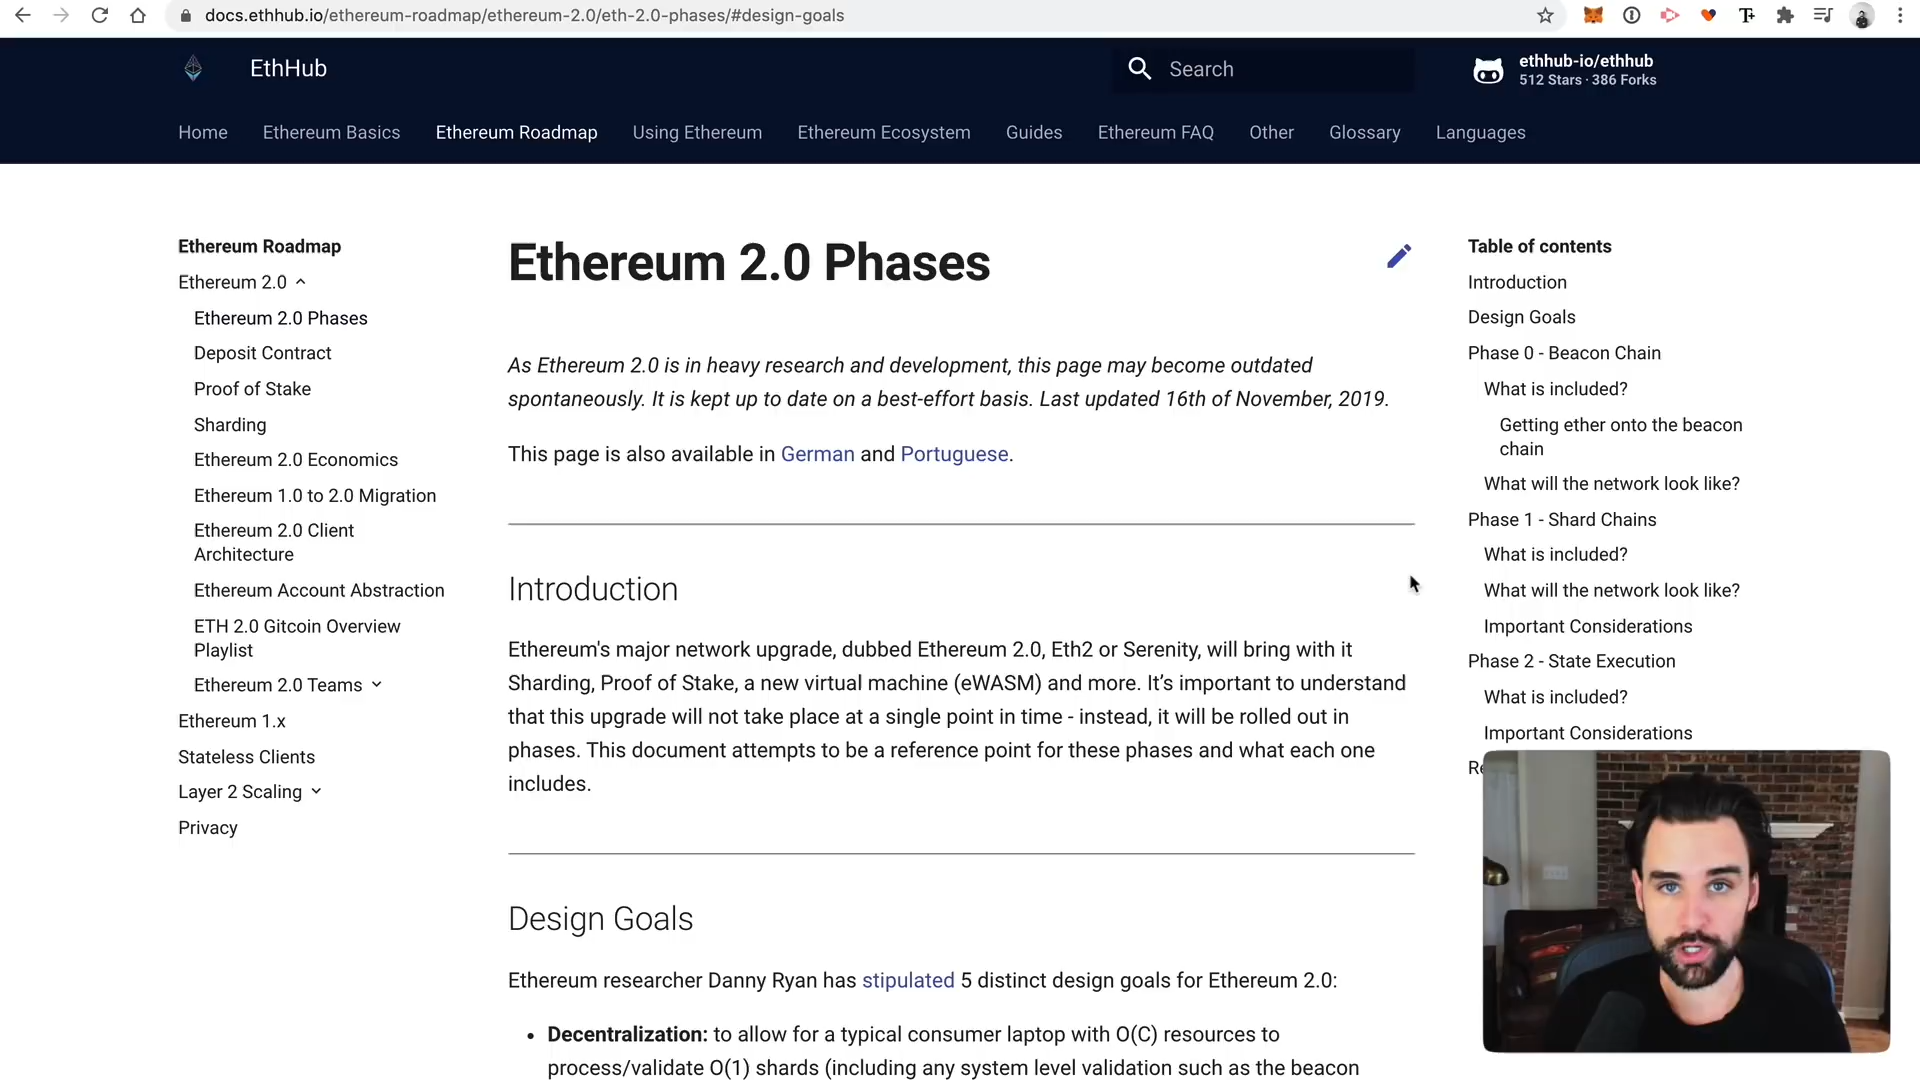 docs.ethhub.io/ethereum-roadmap/ethereum-2.0/eth-2.0-phases/#design-goals
EthHub
Search
ethhub-io/ethhub
512 Stars · 386 Forks
Home
Ethereum Basics
Ethereum Roadmap
Using Ethereum
Ethereum Ecosystem
Guides
Ethereum FAQ
Other
Glossary
Languages
Ethereum Roadmap
Ethereum 2.0
Ethereum 2.0 Phases
Deposit Contract
Proof of Stake
Sharding
Ethereum 2.0 Economics
Ethereum 1.0 to 2.0 Migration
Ethereum 2.0 Client
Architecture
Ethereum Account Abstraction
ETH 2.0 Gitcoin Overview
Playlist
Ethereum 2.0 Teams
Ethereum 1.x
Stateless Clients
Layer 2 Scaling
Privacy
Ethereum 2.0 Phases
As Ethereum 2.0 is in heavy research and development, this page may become outdated
spontaneously. It is kept up to date on a best-effort basis. Last updated 16th of November, 2019.
This page is also available in German and Portuguese.
Introduction
Ethereum's major network upgrade, dubbed Ethereum 2.0, Eth2 or Serenity, will bring with it
Sharding, Proof of Stake, a new virtual machine (eWASM) and more. It’s important to understand
that this upgrade will not take place at a single point in time - instead, it will be rolled out in
phases. This document attempts to be a reference point for these phases and what each one
includes.
Design Goals
Ethereum researcher Danny Ryan has stipulated 5 distinct design goals for Ethereum 2.0:
• Decentralization: to allow for a typical consumer laptop with O(C) resources to
process/validate O(1) shards (including any system level validation such as the beacon
Table of contents
Introduction
Design Goals
Phase 0 - Beacon Chain
What is included?
Getting ether onto the beacon
chain
What will the network look like?
Phase 1 - Shard Chains
What is included?
What will the network look like?
Important Considerations
Phase 2 - State Execution
What is included?
Important Considerations